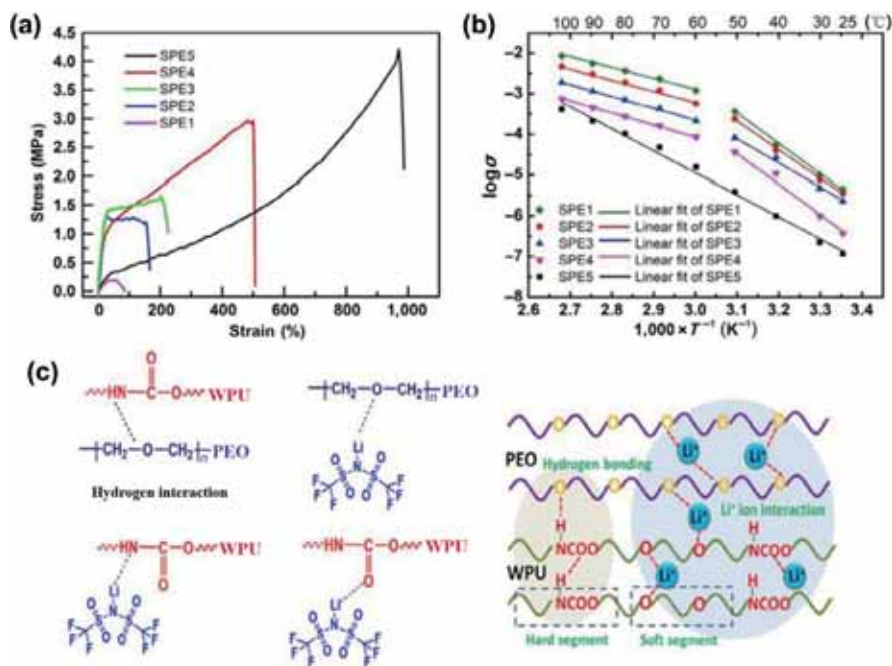 (a)
4.5
4.0
3.5
3.0
2.5
2.0
1.5
1.0
0.5
0.0
Stress (MPa)
SPE5
SPE4
SPE3
SPE2
SPE1
0 200 400 600 800 1,000
Strain (%)
(b)
100 90 80 70 60 50 40 30 25 (℃)
−2
−3
−4
−5
−6
−7
−8
logσ
SPE1 Linear fit of SPE1
SPE2 Linear fit of SPE2
SPE3 Linear fit of SPE3
SPE4 Linear fit of SPE4
SPE5 Linear fit of SPE5
2.6 2.7 2.8 2.9 3.0 3.1 3.2 3.3 3.4
1,000 × T⁻¹ (K⁻¹)
(c)
O
HN—C—O WPU
CH₂—O—CH₂ PEO
Hydrogen interaction
CH₂—O—CH₂ PEO
Li
N
O S O O S O
F F F F F F
HN—C—O WPU
O
Li
N
O S O O S O
F F F F F F
HN—C—O WPU
O
Li
N
O S O O S O
F F F F F F
PEO
Hydrogen bonding
Li⁺ Li⁺
Li⁺ ion interaction
Li⁺
H O O H
NCOO NCOO
WPU
H Li⁺ H Li⁺
NCOO O O NCOO
Hard segment Soft segment